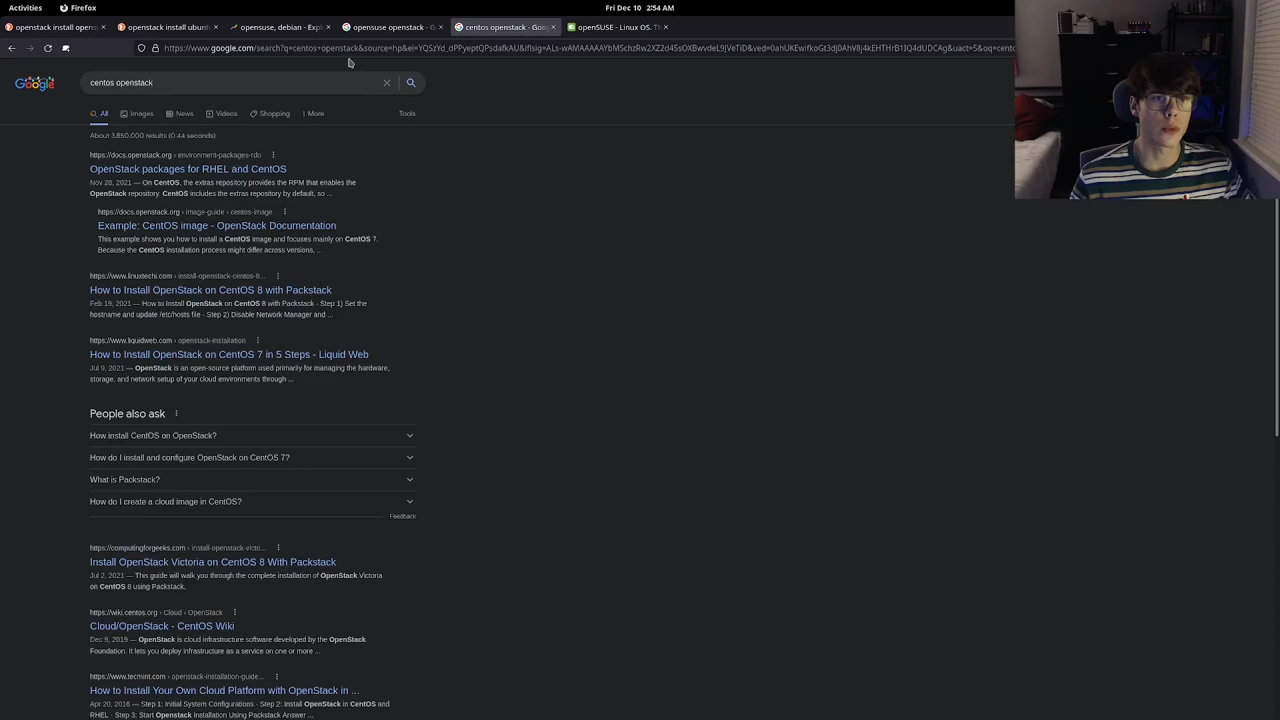 Activities
Firefox
Fri Dec 10 2:54 AM
openstack install opens
openstack install ubunt
opensuse, debian - Expl
opensuse openstack - G
centos openstack - Goo
openSUSE - Linux OS. Th
Google
centos openstack
All
Images
News
Videos
Shopping
More
Tools
About 3,850,000 results (0.44 seconds)
https://docs.openstack.org › environment-packages-rdo
OpenStack packages for RHEL and CentOS
Nov 28, 2021 — On CentOS, the extras repository provides the RPM that enables the
OpenStack repository. CentOS includes the extras repository by default, so ...
https://docs.openstack.org › image-guide › centos-image
Example: CentOS image - OpenStack Documentation
This example shows you how to install a CentOS image and focuses mainly on CentOS 7.
Because the CentOS installation process might differ across versions, ...
https://www.linuxtechi.com › install-openstack-centos-8...
How to Install OpenStack on CentOS 8 with Packstack
Feb 19, 2021 — How to Install OpenStack on CentOS 8 with Packstack · Step 1) Set the
hostname and update /etc/hosts file · Step 2) Disable Network Manager and ...
https://www.liquidweb.com › openstack-installation
How to Install OpenStack on CentOS 7 in 5 Steps - Liquid Web
Jul 9, 2021 — OpenStack is an open-source platform used primarily for managing the hardware,
storage, and network setup of your cloud environments through ...
People also ask
How install CentOS on OpenStack?
How do I install and configure OpenStack on CentOS 7?
What is Packstack?
How do I create a cloud image in CentOS?
Feedback
https://computingforgeeks.com › install-openstack-victo...
Install OpenStack Victoria on CentOS 8 With Packstack
Jul 2, 2021 — This guide will walk you through the complete installation of OpenStack Victoria
on CentOS 8 using Packstack.
https://wiki.centos.org › Cloud › OpenStack
Cloud/OpenStack - CentOS Wiki
Dec 9, 2019 — OpenStack is cloud infrastructure software developed by the OpenStack
Foundation. It lets you deploy infrastructure as a service on one or more ...
https://www.tecmint.com › openstack-installation-guide...
How to Install Your Own Cloud Platform with OpenStack in ...
Apr 20, 2016 — Step 1: Initial System Configurations · Step 2: Install OpenStack in CentOS and
RHEL · Step 3: Start Openstack Installation Using Packstack Answer ...